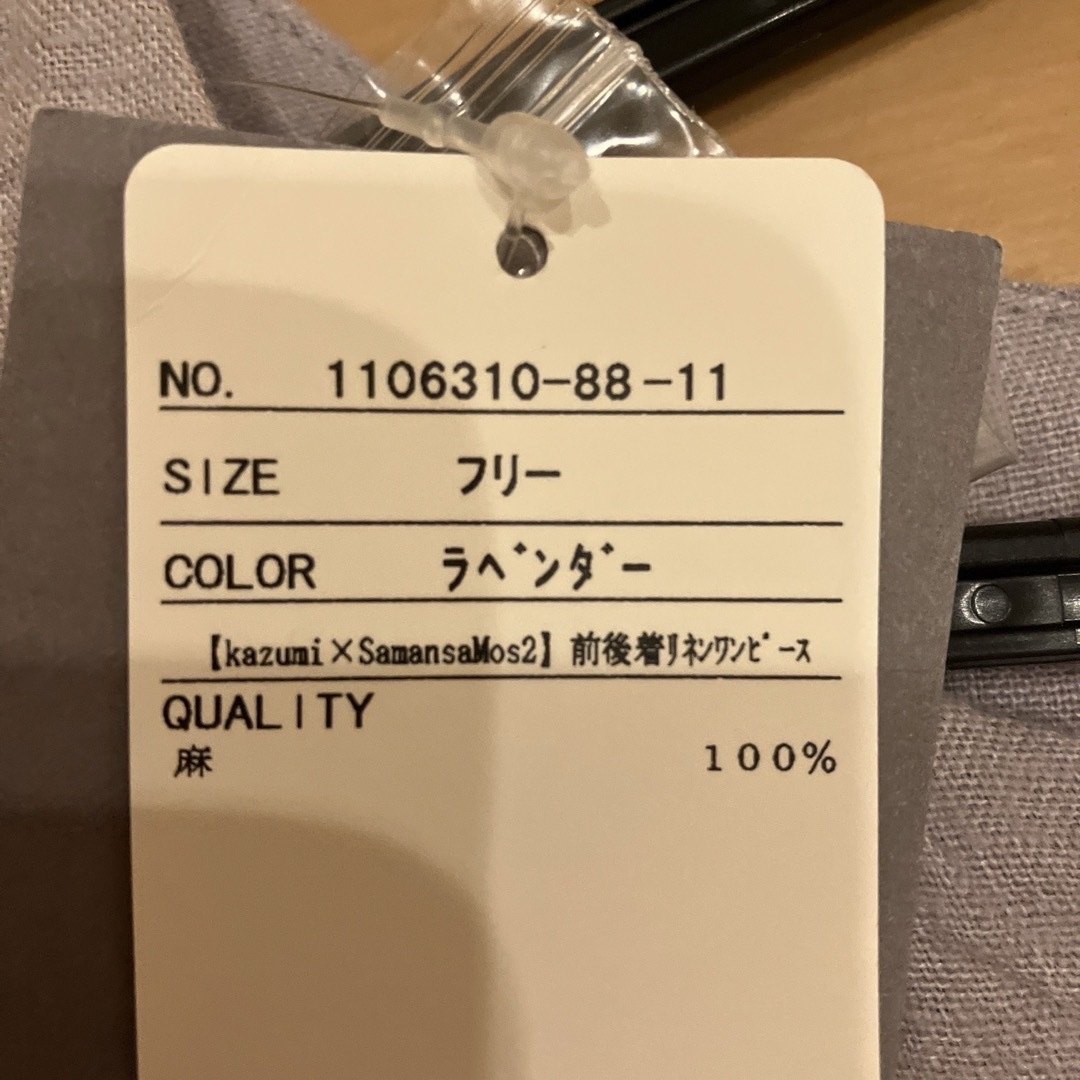 NO. 1106310-88-11
SIZE フリー
COLOR ラベンダー
【kazumi×SamansaMos2】前後着ﾘﾈﾝﾜﾝﾋﾟｰｽ
QUALITY
麻 100%